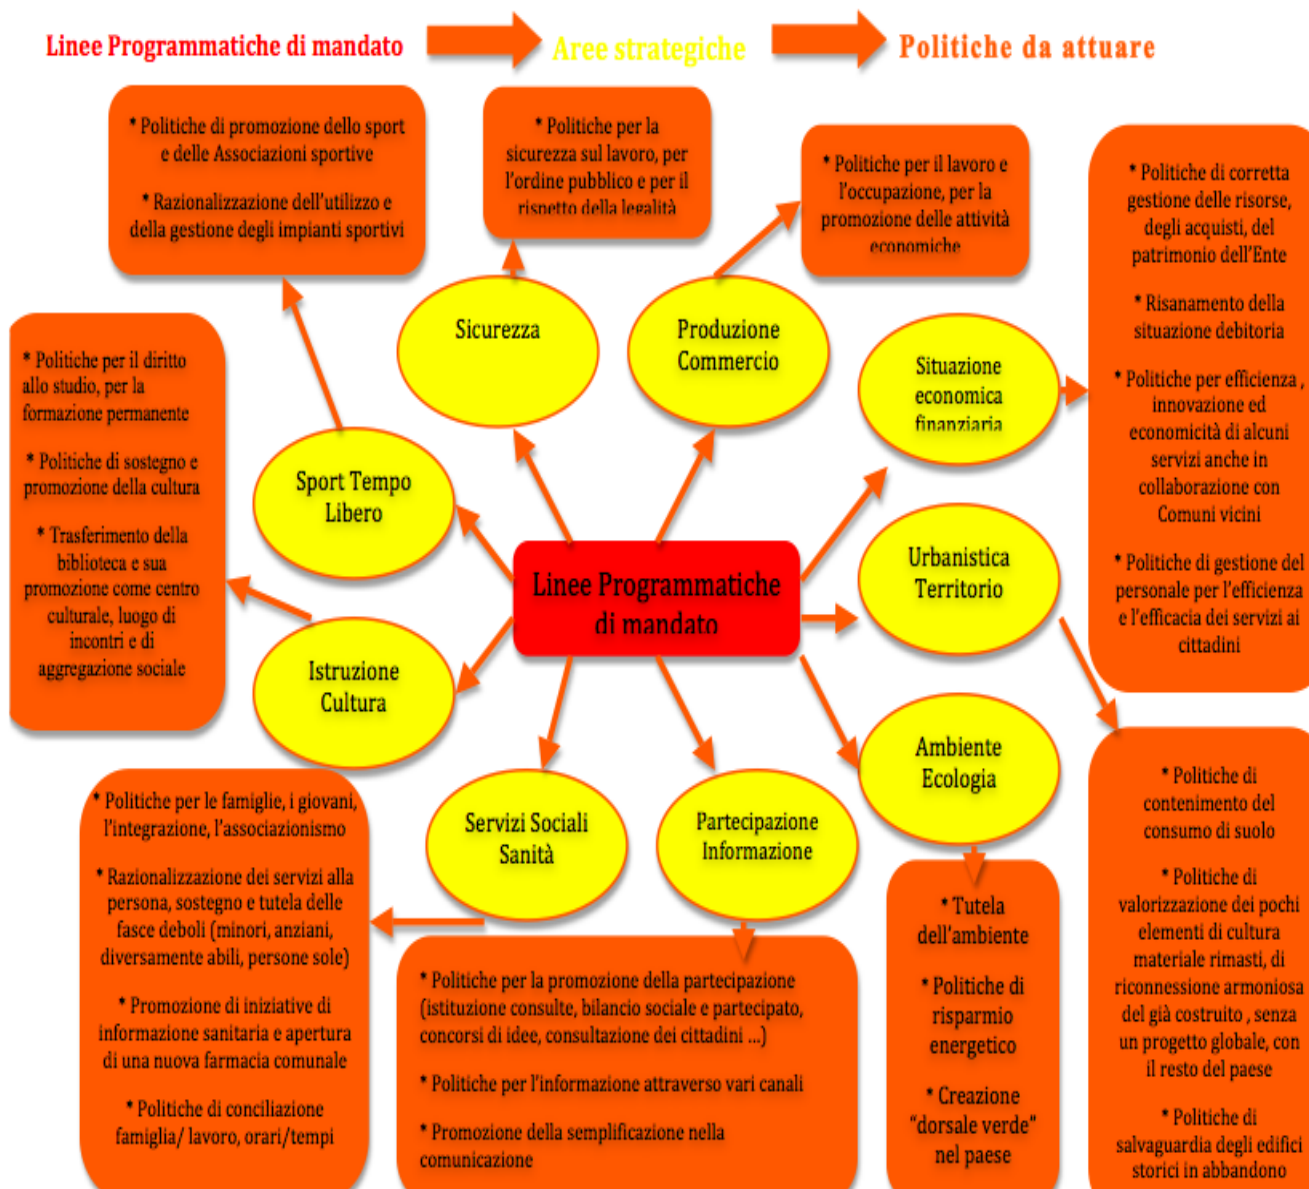 Linee Programmatiche di mandato
Aree strategiche
Politiche da attuare
* Politiche di promozione dello sport
e delle Associazioni sportive
* Razionalizzazione dell'utilizzo e
della gestione degli impianti sportivi
* Politiche per la
sicurezza sul lavoro, per
l'ordine pubblico e per il
rispetto della legalità
* Politiche per il lavoro e
l'occupazione, per la
promozione delle attività
economiche
* Politiche di corretta
gestione delle risorse,
degli acquisti, del
patrimonio dell'Ente
* Risanamento della
situazione debitoria
* Politiche per efficienza ,
innovazione ed
economicità di alcuni
servizi anche in
collaborazione con
Comuni vicini
* Politiche di gestione del
personale per l'efficienza
e l'efficacia dei servizi ai
cittadini
Sicurezza
Produzione
Commercio
Situazione
economica
finanziaria
* Politiche per il diritto
allo studio, per la
formazione permanente
* Politiche di sostegno e
promozione della cultura
* Trasferimento della
biblioteca e sua
promozione come centro
culturale, luogo di
incontri e di
aggregazione sociale
Sport Tempo
Libero
Urbanistica
Territorio
Linee Programmatiche
di mandato
Istruzione
Cultura
Ambiente
Ecologia
Servizi Sociali
Sanità
Partecipazione
Informazione
* Politiche per le famiglie, i giovani,
l'integrazione, l'associazionismo
* Razionalizzazione dei servizi alla
persona, sostegno e tutela delle
fasce deboli (minori, anziani,
diversamente abili, persone sole)
* Promozione di iniziative di
informazione sanitaria e apertura
di una nuova farmacia comunale
* Politiche di conciliazione
famiglia/ lavoro, orari/tempi
* Politiche per la promozione della partecipazione
(istituzione consulte, bilancio sociale e partecipato,
concorsi di idee, consultazione dei cittadini ...)
* Politiche per l'informazione attraverso vari canali
* Promozione della semplificazione nella
comunicazione
* Tutela
dell'ambiente
* Politiche di
risparmio
energetico
* Creazione
"dorsale verde"
nel paese
* Politiche di
contenimento del
consumo di suolo
* Politiche di
valorizzazione dei pochi
elementi di cultura
materiale rimasti, di
riconnessione armoniosa
del già costruito , senza
un progetto globale, con
il resto del paese
* Politiche di
salvaguardia degli edifici
storici in abbandono